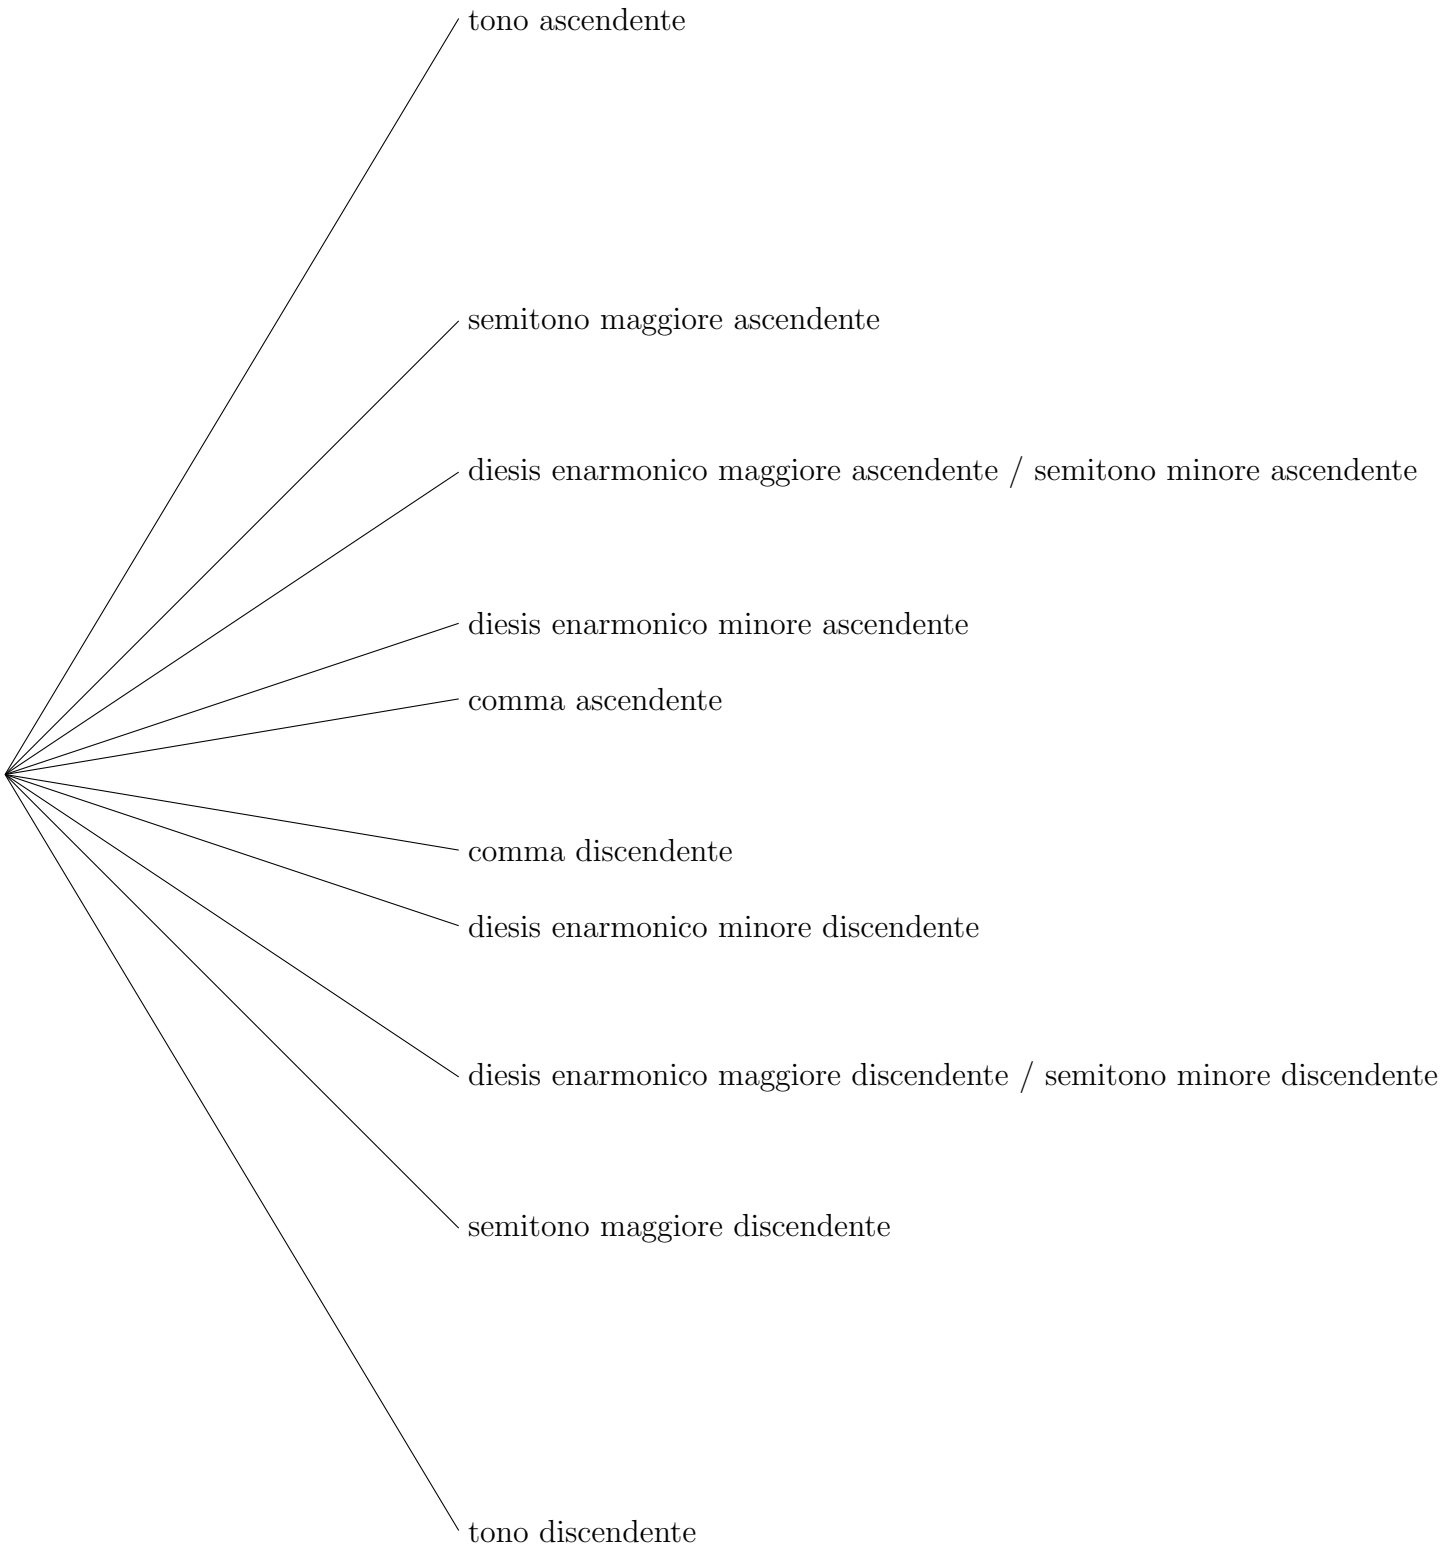 tono ascendente
semitono maggiore ascendente
diesis enarmonico maggiore ascendente / semitono minore ascendente
diesis enarmonico minore ascendente
comma ascendente
comma discendente
diesis enarmonico minore discendente
diesis enarmonico maggiore discendente / semitono minore discendente
semitono maggiore discendente
tono discendente